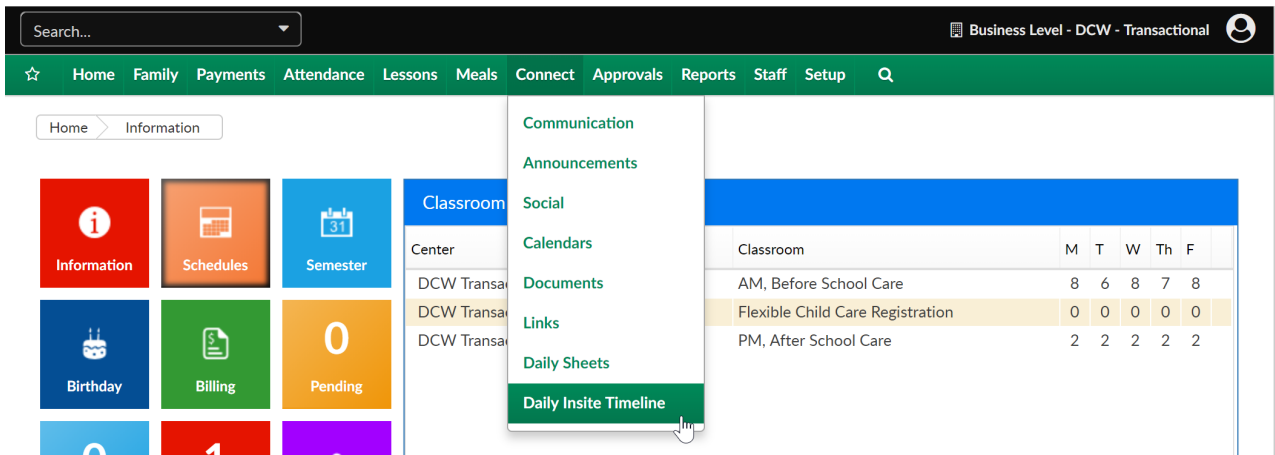 Search...
Business Level - DCW - Transactional
Home Family Payments Attendance Lessons Meals Connect Approvals Reports Staff Setup
Home Information
Communication
Announcements
Social
Calendars
Documents
Links
Daily Sheets
Daily Insite Timeline
Information
Schedules
31
Semester
Birthday
$
Billing
0
Pending
Classroom
Center Classroom M T W Th F
DCW AM, Before School Care 8 6 8 7 8
DCW Flexible Child Care Registration 0 0 0 0 0
DCW PM, After School Care 2 2 2 2 2